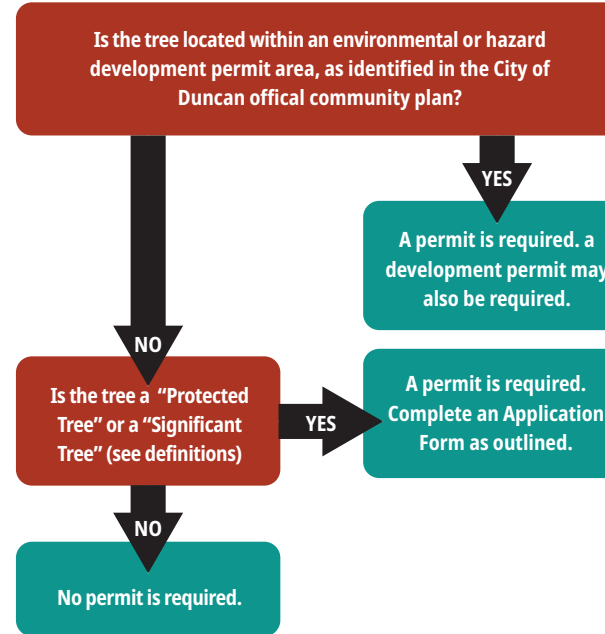 Is the tree located within an environmental or hazard
development permit area, as identified in the City of
Duncan offical community plan?
YES
A permit is required. a
development permit may
also be required.
NO
Is the tree a “Protected
Tree” or a “Significant
Tree” (see definitions)
YES
A permit is required.
Complete an Application
Form as outlined.
NO
No permit is required.